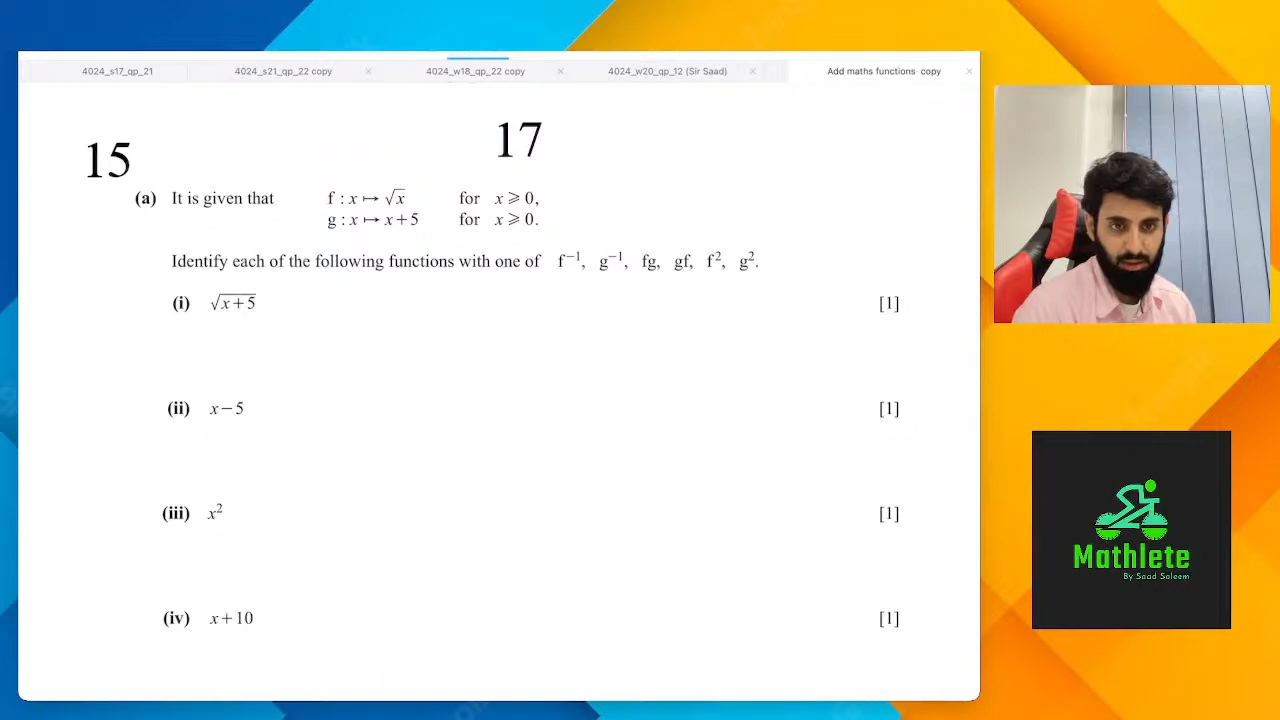 4024_s17_qp_21 4024_s21_qp_22 copy × 4024_w18_qp_22 copy × 4024_w20_qp_12 (Sir Saad) × Add maths functions copy ×
17
15
(a) It is given that f : x ↦ √x for x ⩾ 0,
g : x ↦ x + 5 for x ⩾ 0.
Identify each of the following functions with one of f⁻¹, g⁻¹, fg, gf, f², g².
(i) √(x+5) [1]
(ii) x − 5 [1]
(iii) x² [1]
(iv) x + 10 [1]
Mathlete
By Saad Saleem